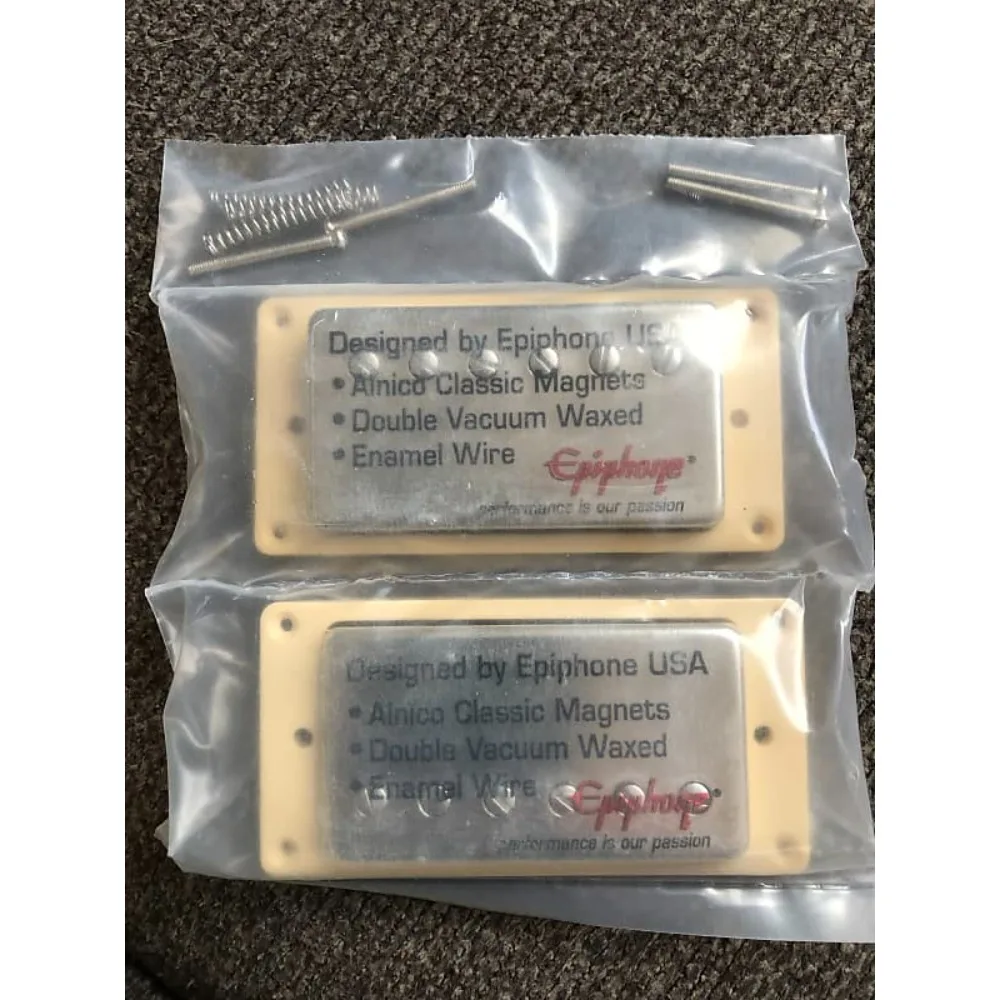 Designed by Epiphone USA
• Alnico Classic Magnets
• Double Vacuum Waxed
• Enamel Wire
Epiphone®
performance is our passion
Designed by Epiphone USA
• Alnico Classic Magnets
• Double Vacuum Waxed
• Enamel Wire
Epiphone®
performance is our passion